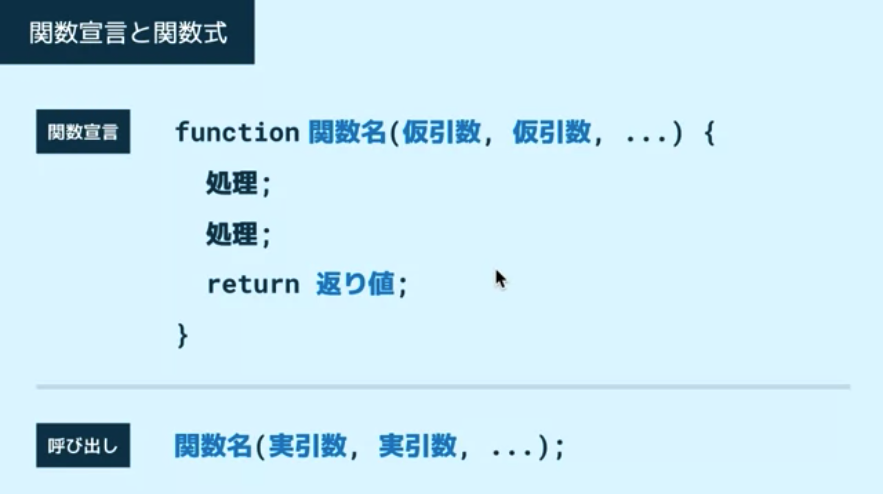 関数宣言と関数式
関数宣言
function 関数名(仮引数, 仮引数, ...) {
処理;
処理;
return 返り値;
}
呼び出し
関数名(実引数, 実引数, ...);